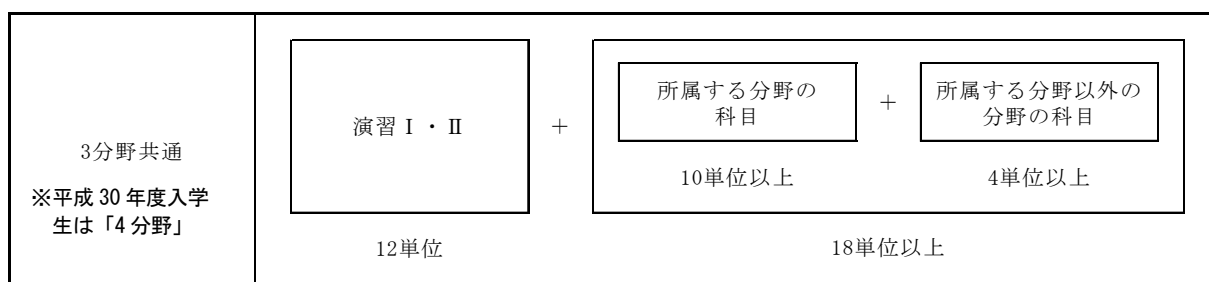 3分野共通
※平成 30 年度入学
生は「4 分野」
演習Ⅰ・Ⅱ
12単位
+
所属する分野の
科目
10単位以上
+
所属する分野以外の
分野の科目
4単位以上
18単位以上